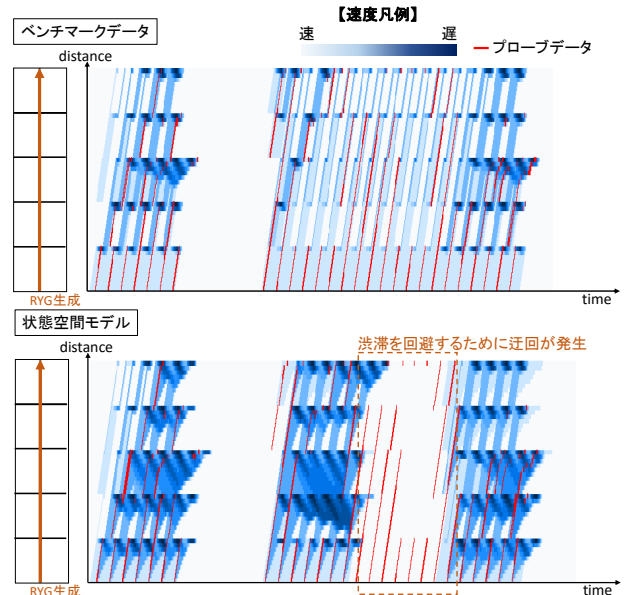 【速度凡例】
ベンチマークデータ
速
遅
プローブデータ
distance
RYG生成
time
状態空間モデル
distance
渋滞を回避するために迂回が発生
RYG生成
time